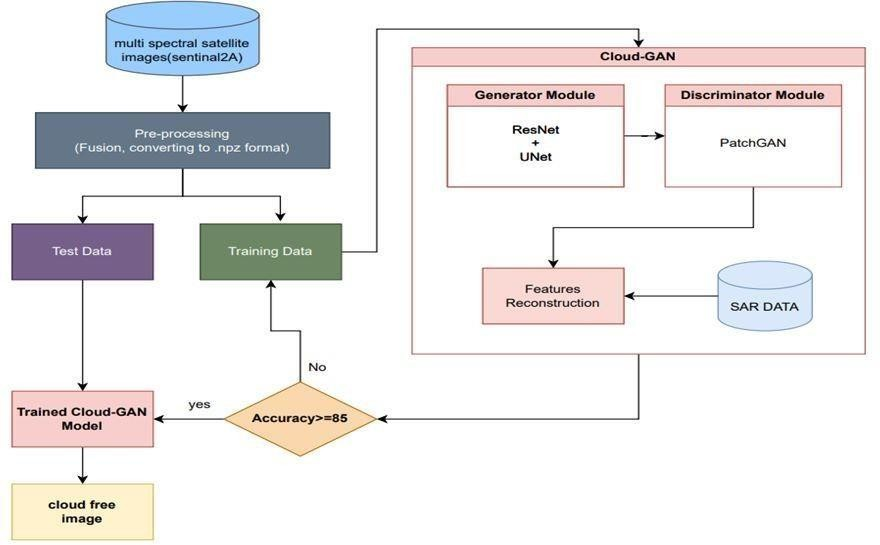 multi spectral satellite
images(sentinal2A)
Pre-processing
(Fusion, converting to .npz format)
Test Data
Training Data
Cloud-GAN
Generator Module
ResNet
+
UNet
Discriminator Module
PatchGAN
Features
Reconstruction
SAR DATA
No
yes
Accuracy>=85
Trained Cloud-GAN
Model
cloud free
image